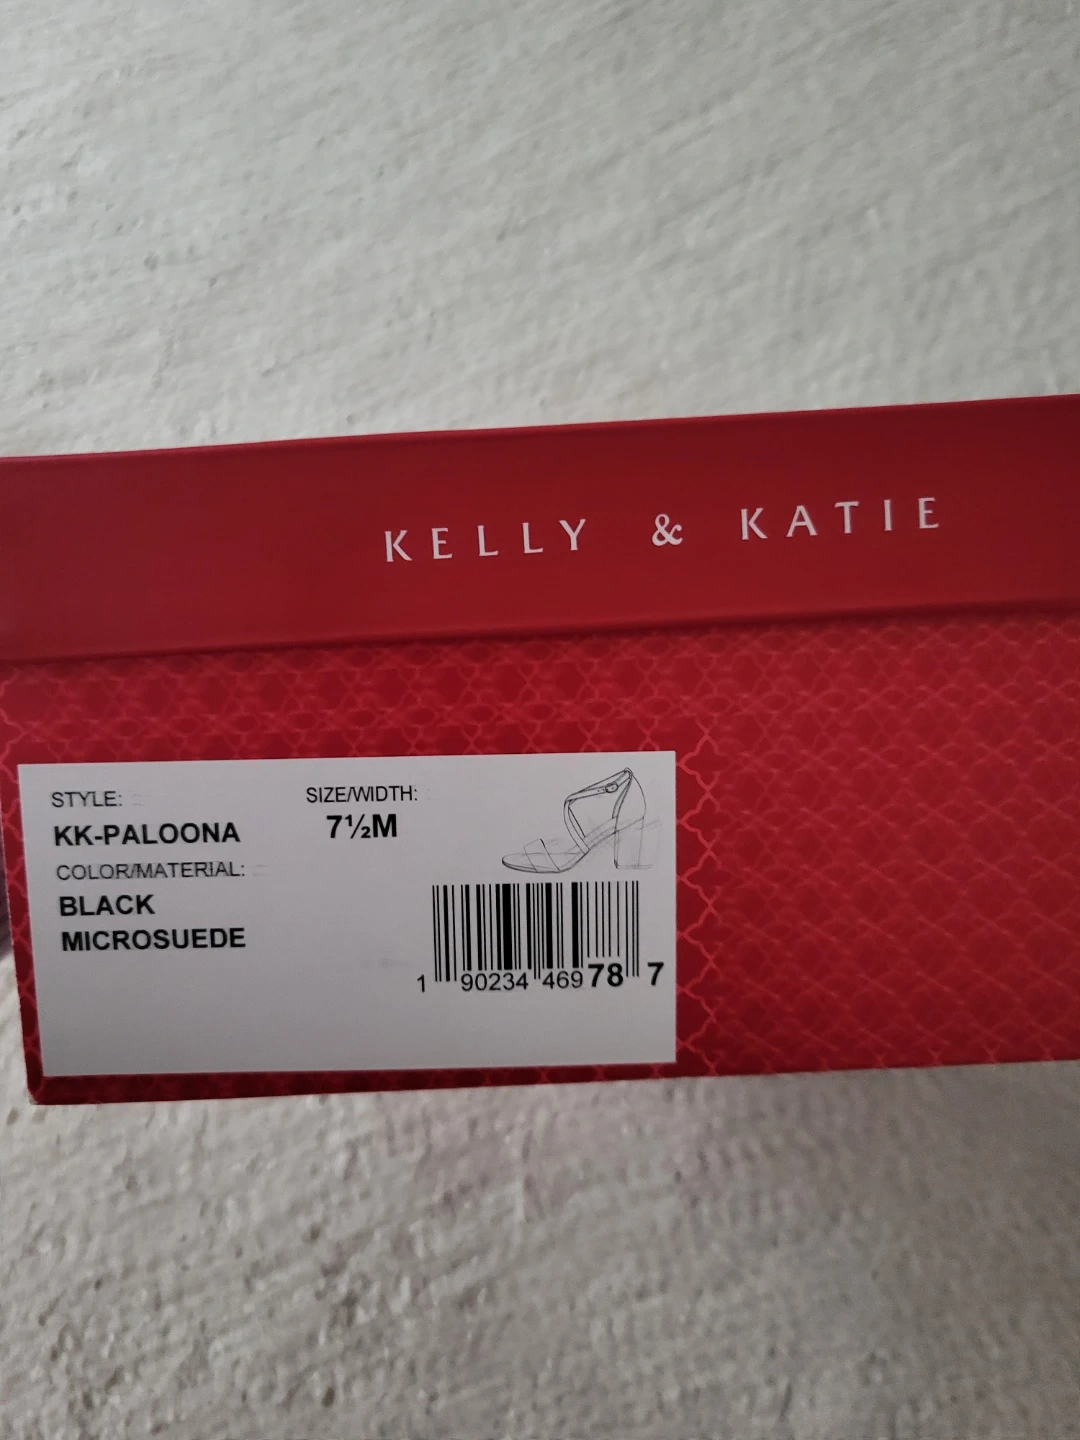 KELLY & KATIE
STYLE:
KK-PALOONA
SIZE/WIDTH:
7½M
COLOR/MATERIAL:
BLACK
MICROSUEDE
1 90234 46978 7